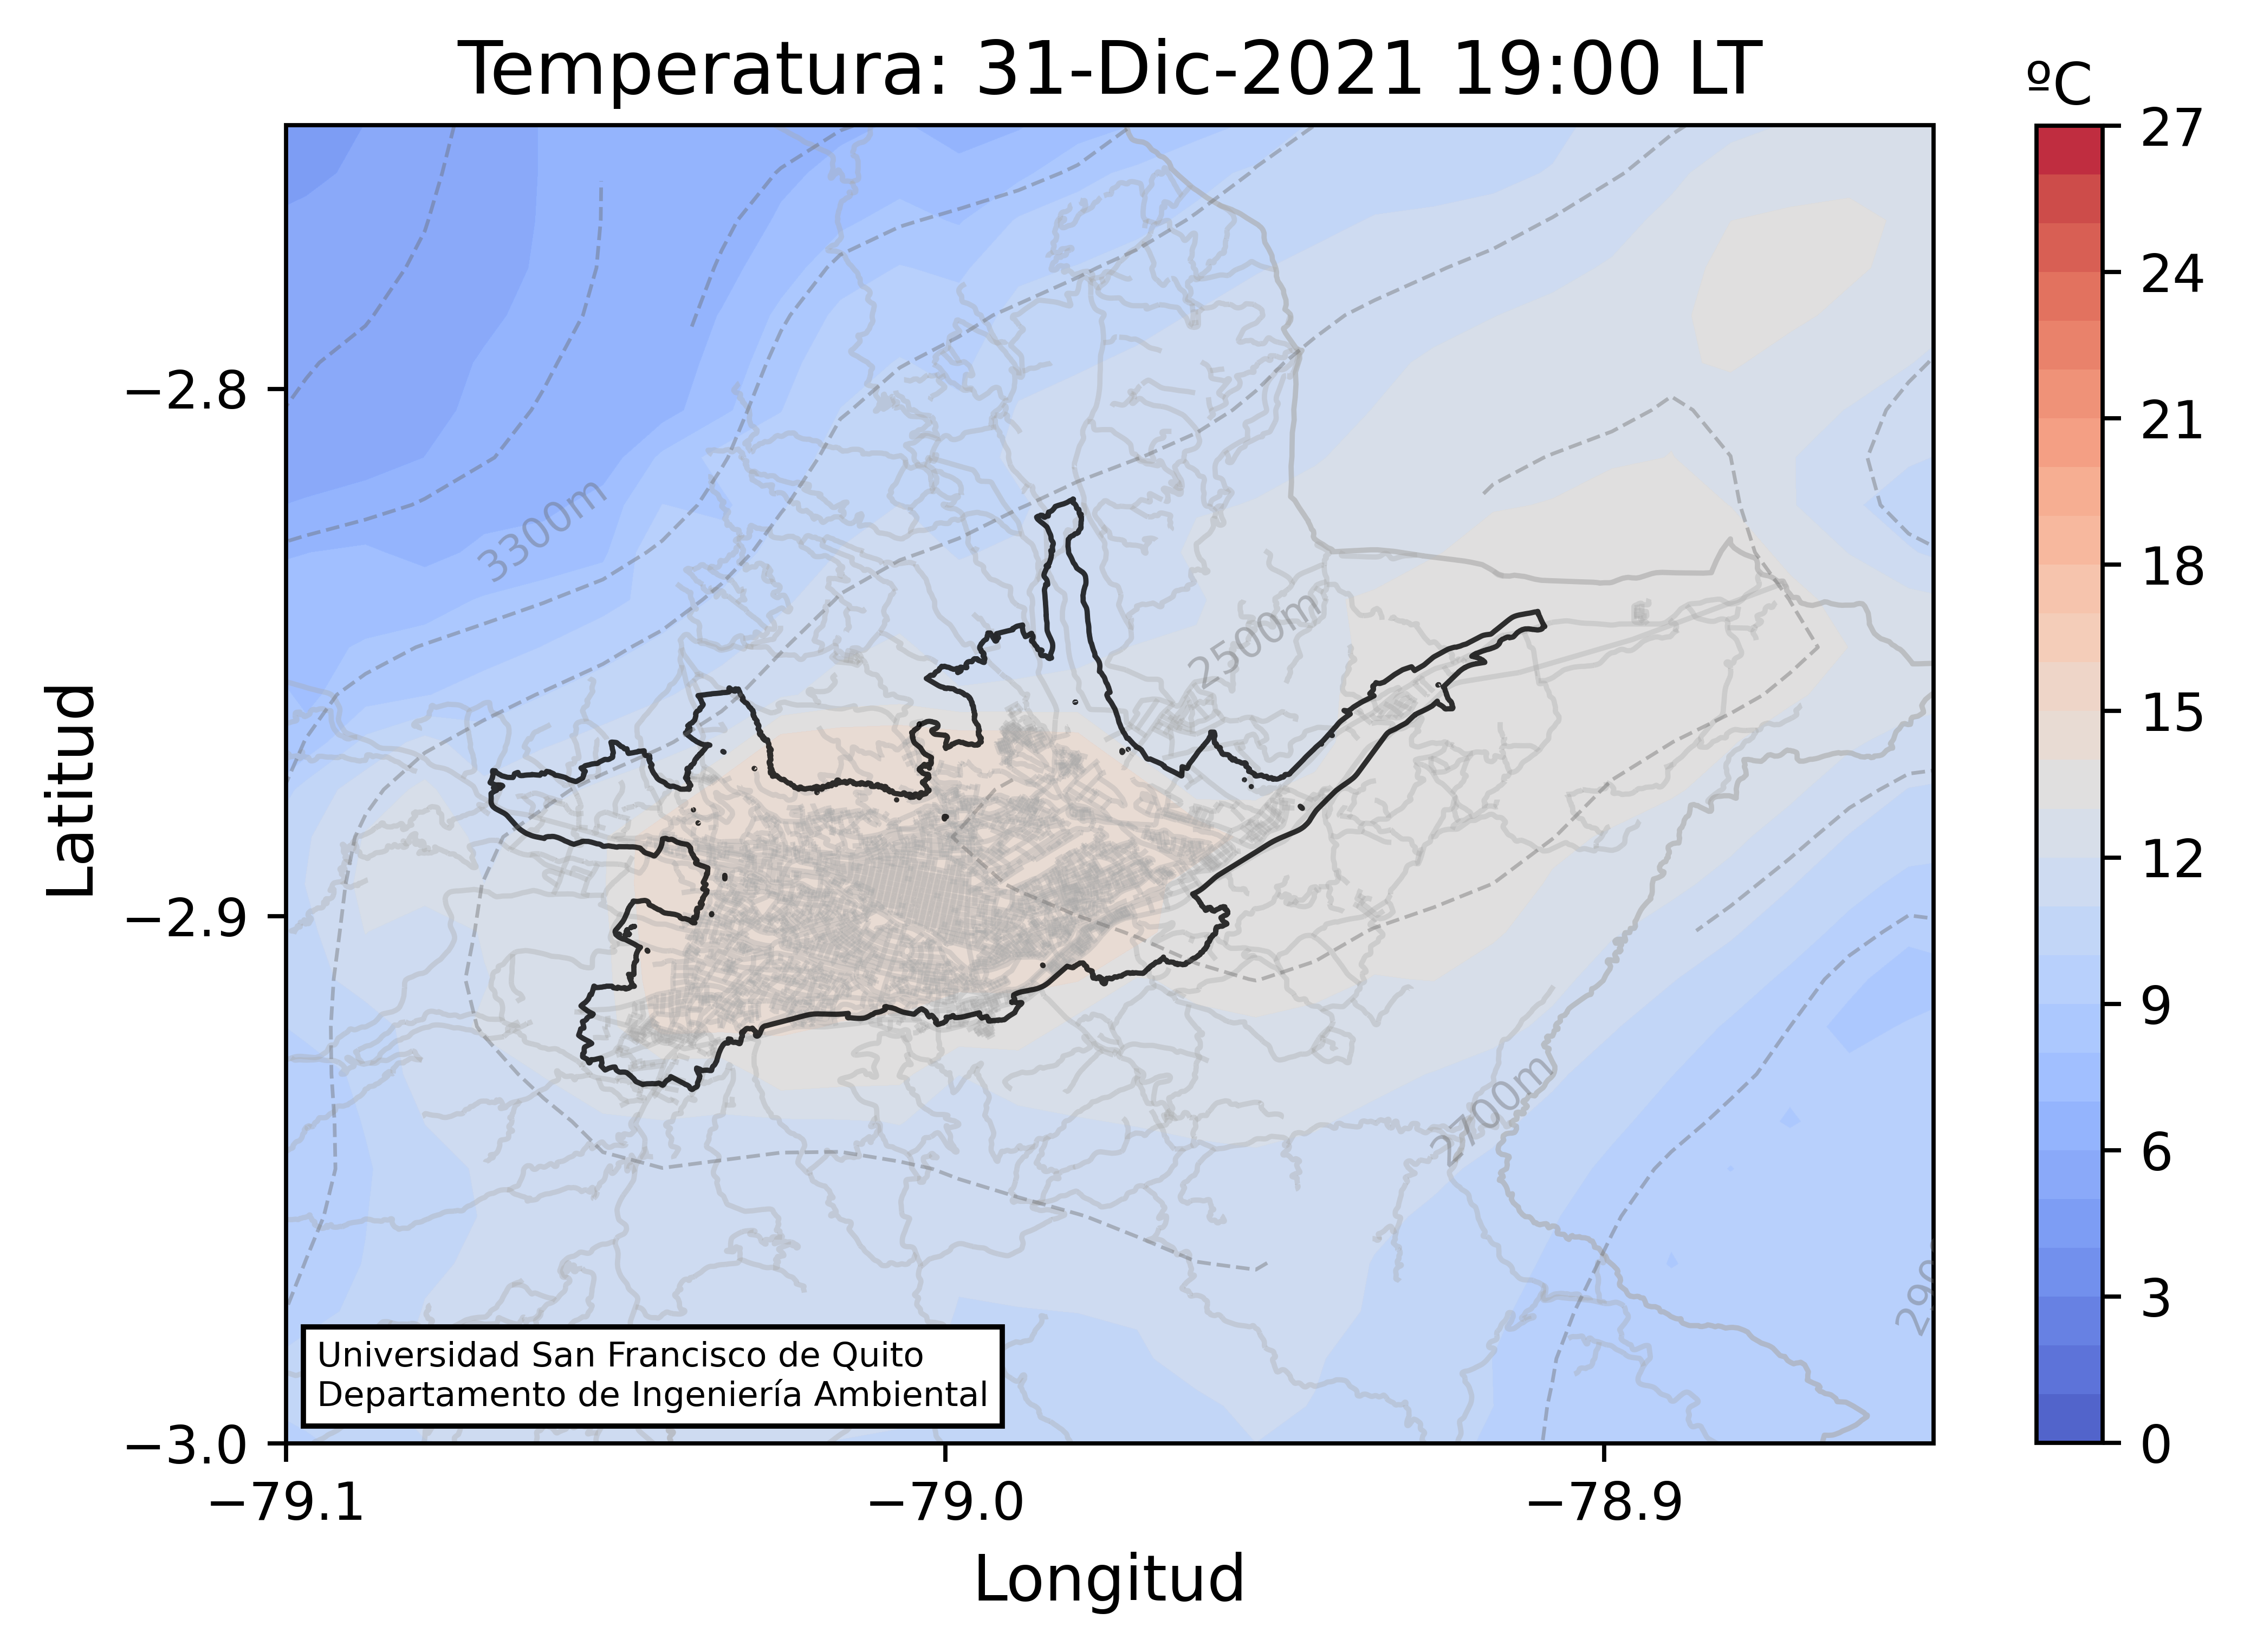 Temperatura: 31-Dic-2021 19:00 LT
ºC
27
24
21
18
15
12
9
6
3
0
Latitud
−2.8
−2.9
−3.0
3300m
2500m
2700m
290
Universidad San Francisco de Quito
Departamento de Ingeniería Ambiental
−79.1
−79.0
−78.9
Longitud